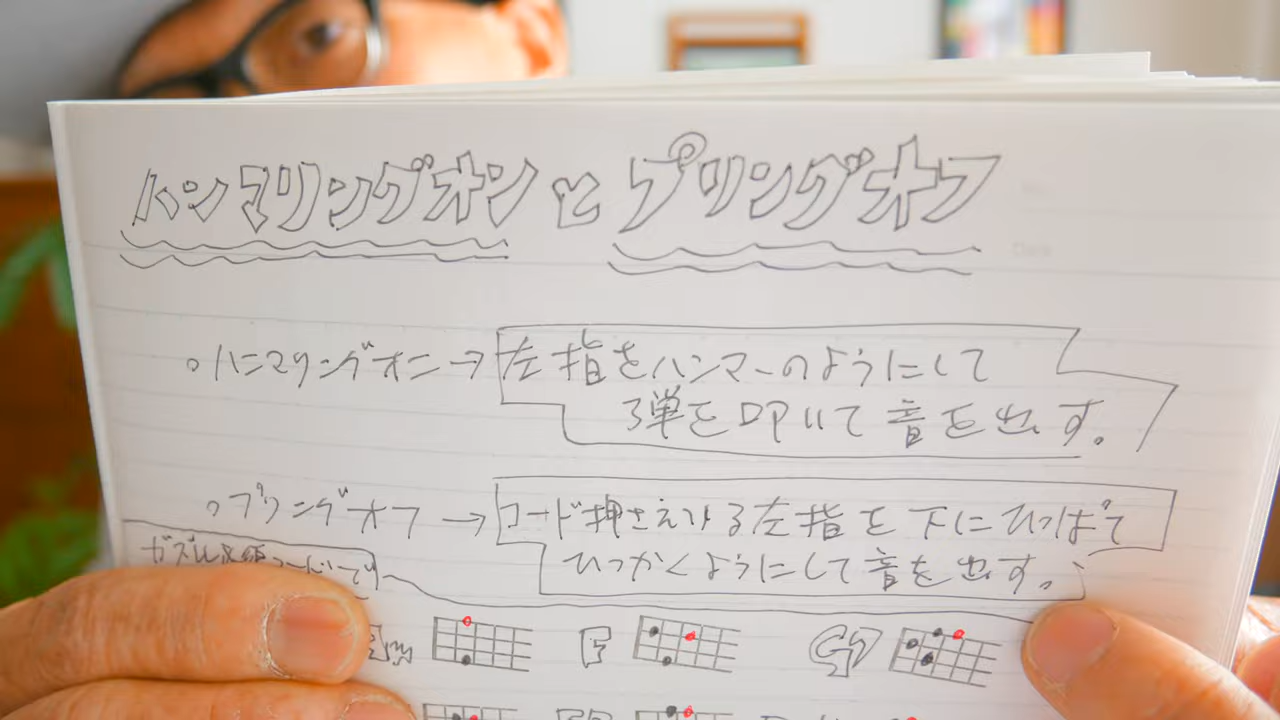 ハンマリングオンとプリングオフ
○ハンマリングオン→左指をハンマーのようにして
弾を叩いて音を出す。
○プリングオフ→コード押さえいる左指を下にひっぱって
ひっかくようにして音を出す。
Em F G7